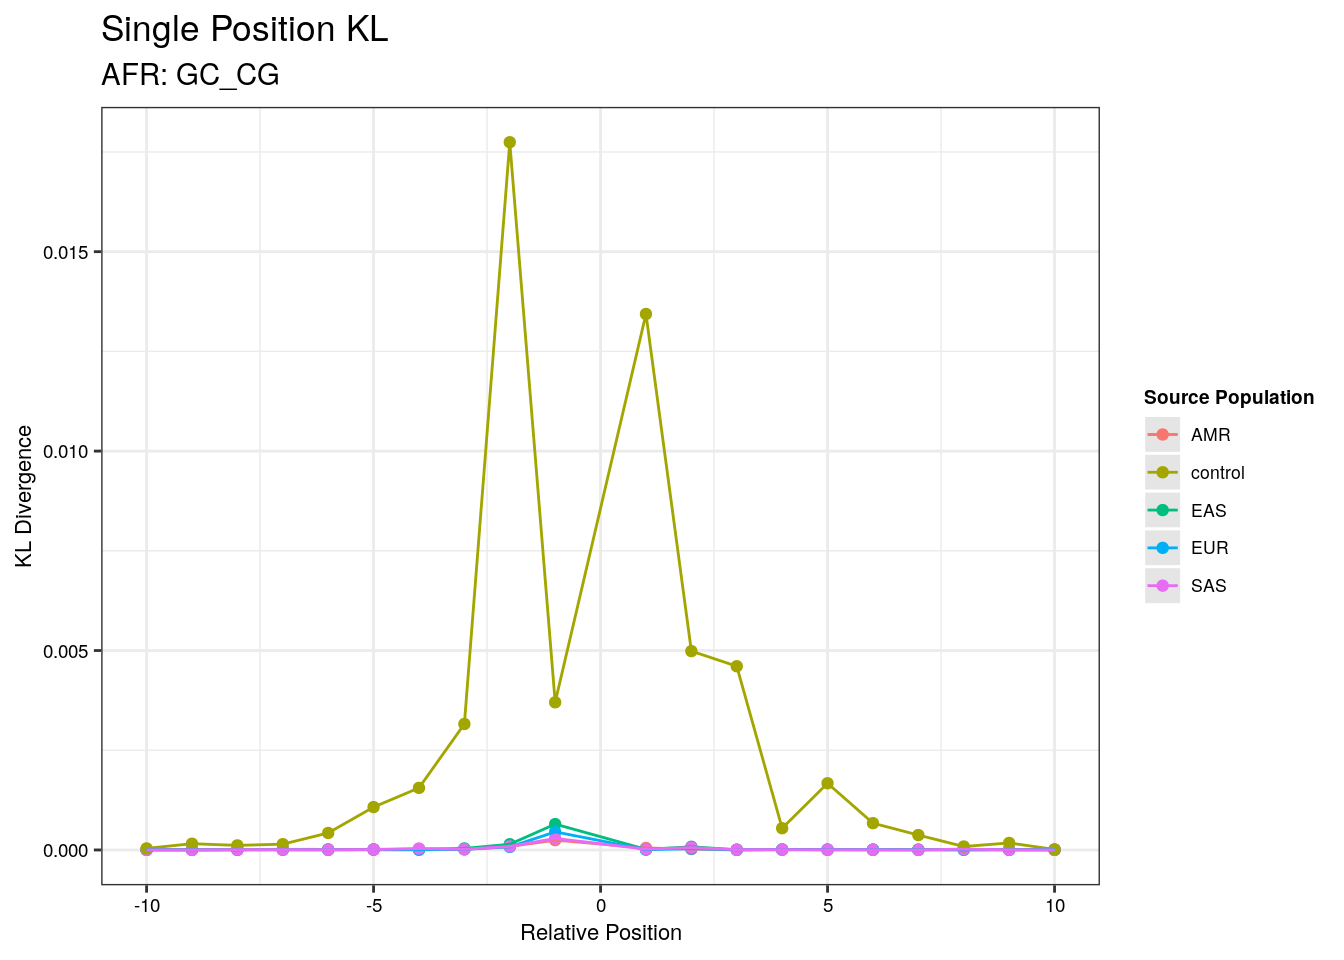 Single Position KL
AFR: GC_CG
0.015
0.010
0.005
0.000
KL Divergence
-10
-5
0
5
10
Relative Position
Source Population
AMR
control
EAS
EUR
SAS